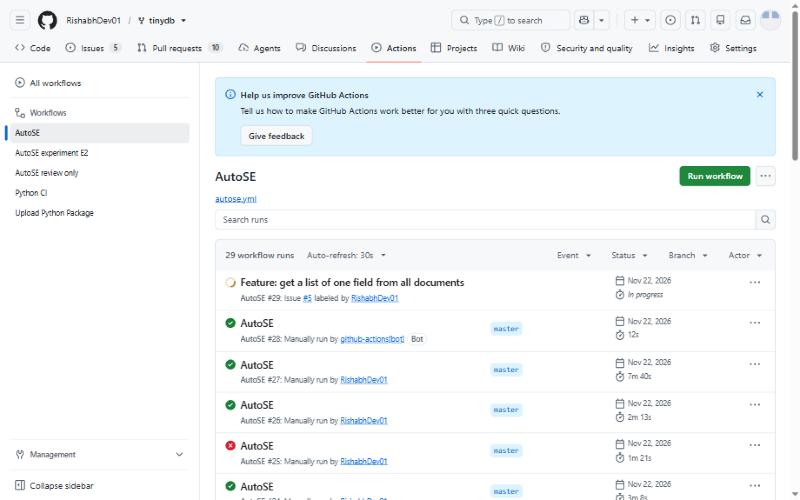 RishabhDev01 / tinydb
Type / to search
Code
Issues 5
Pull requests 10
Agents
Discussions
Actions
Projects
Wiki
Security and quality
Insights
Settings
All workflows
Workflows
AutoSE
AutoSE experiment E2
AutoSE review only
Python CI
Upload Python Package
Management
Collapse sidebar
Help us improve GitHub Actions
Tell us how to make GitHub Actions work better for you with three quick questions.
Give feedback
AutoSE
Run workflow
autose.yml
Search runs
29 workflow runs Auto-refresh: 30s Event Status Branch Actor
Feature: get a list of one field from all documents
AutoSE #29: Issue #5 labeled by RishabhDev01
Nov 22, 2026
In progress
AutoSE
AutoSE #28: Manually run by github-actions[bot] Bot
master
Nov 22, 2026
12s
AutoSE
AutoSE #27: Manually run by RishabhDev01
master
Nov 22, 2026
7m 40s
AutoSE
AutoSE #26: Manually run by RishabhDev01
master
Nov 22, 2026
2m 13s
AutoSE
AutoSE #25: Manually run by RishabhDev01
master
Nov 22, 2026
1m 21s
AutoSE
master
Nov 22, 2026